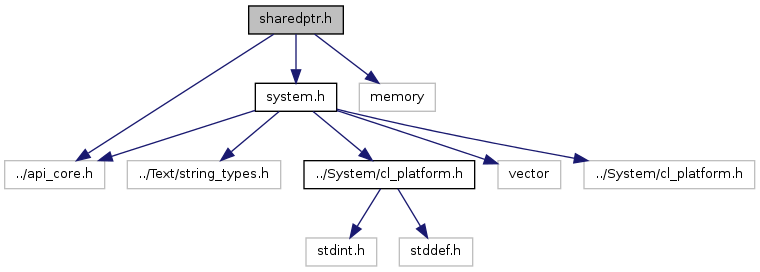 sharedptr.h
system.h
memory
../api_core.h
../Text/string_types.h
../System/cl_platform.h
vector
../System/cl_platform.h
stdint.h
stddef.h